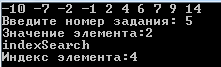 -10 -7 -2 -1 2 4 6 7 9 14
Введите номер задания: 5
Значение элемента:2
indexSearch
Индекс элемента:4